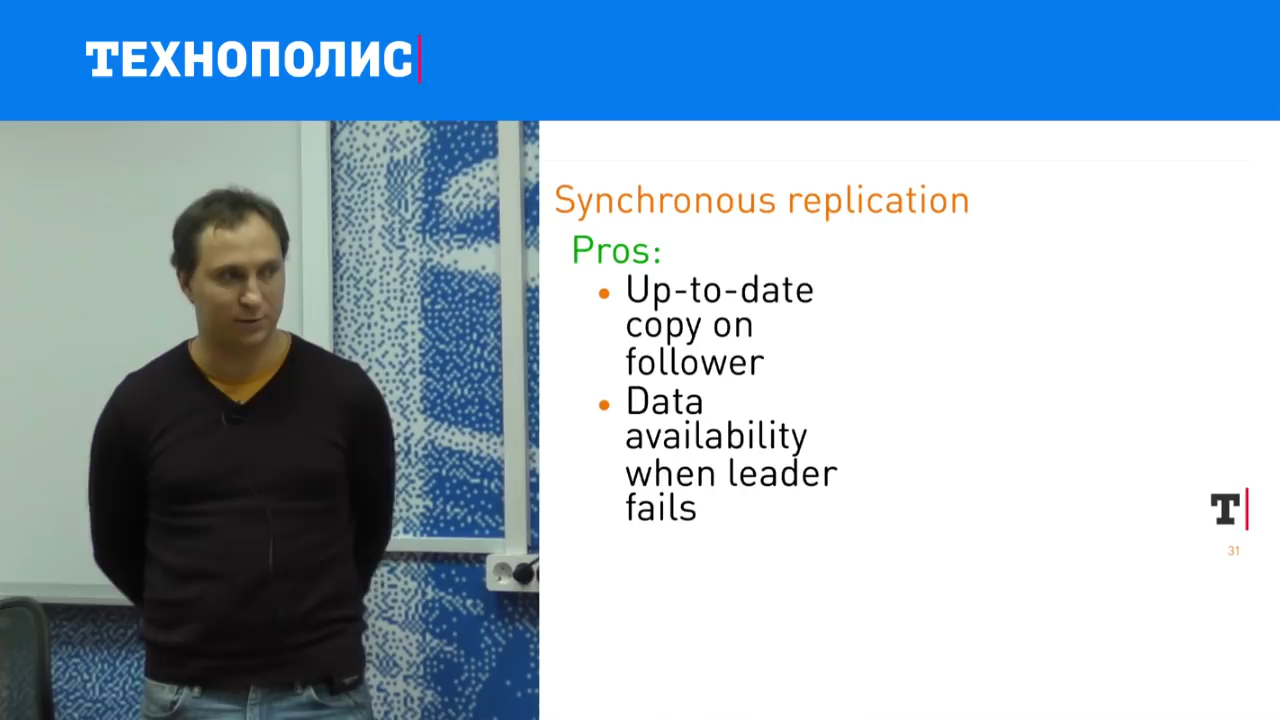 ТЕХНОПОЛИС
Synchronous replication
Pros:
• Up-to-date
copy on
follower
• Data
availability
when leader
fails
T
31